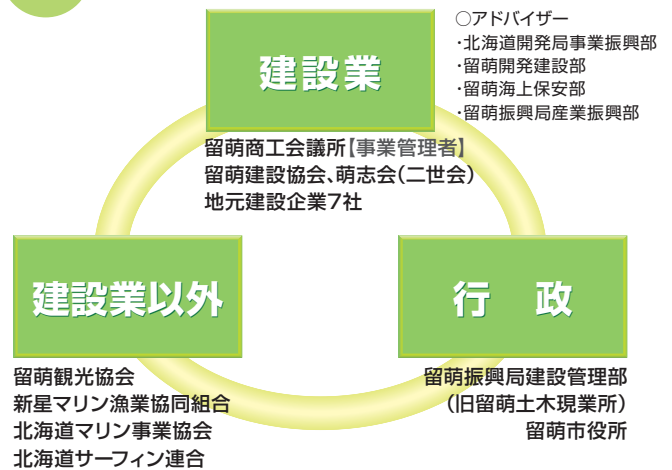 ○アドバイザー
・北海道開発局事業振興部
・留萌開発建設部
・留萌海上保安部
・留萌振興局産業振興部
建設業
留萌商工会議所【事業管理者】
留萌建設協会、萌志会(二世会)
地元建設企業7社
建設業以外
留萌観光協会
新星マリン漁業協同組合
北海道マリン事業協会
北海道サーフィン連合
行　政
留萌振興局建設管理部
(旧留萌土木現業所)
留萌市役所